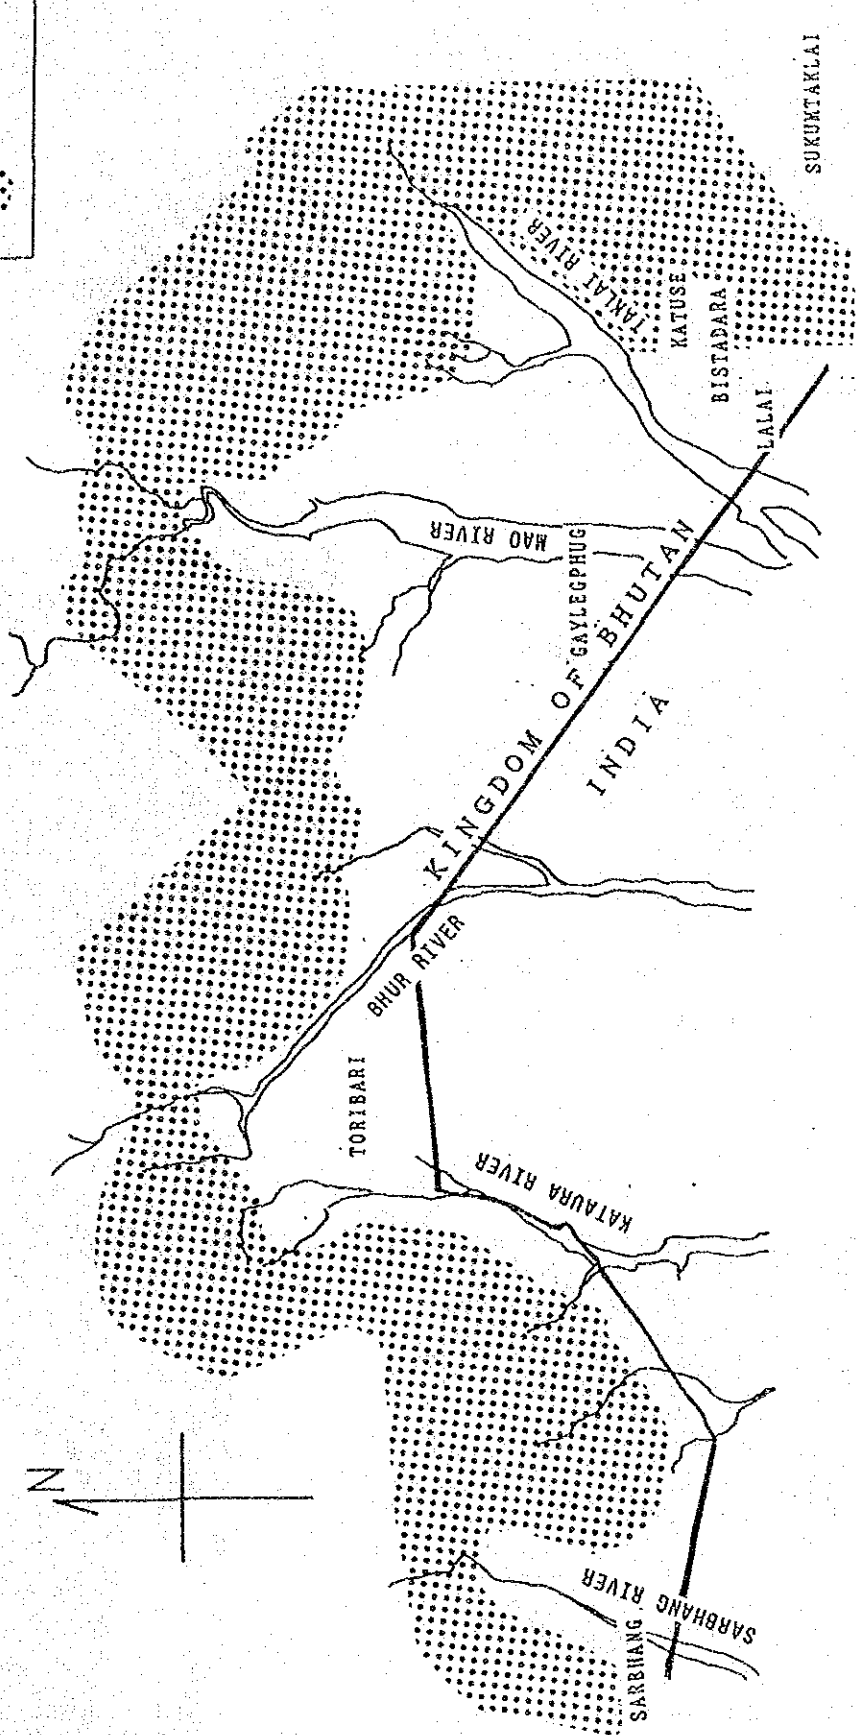 N
SARBHANG
SARBHANG RIVER
KATAURA RIVER
TORIBARI
BHUR RIVER
KINGDOM OF BHUTAN
INDIA
GAYLEGPHUG
MAO RIVER
TAKLAI RIVER
KATUSE
BISTADARA
LALAI
SUKUMTAKLAI